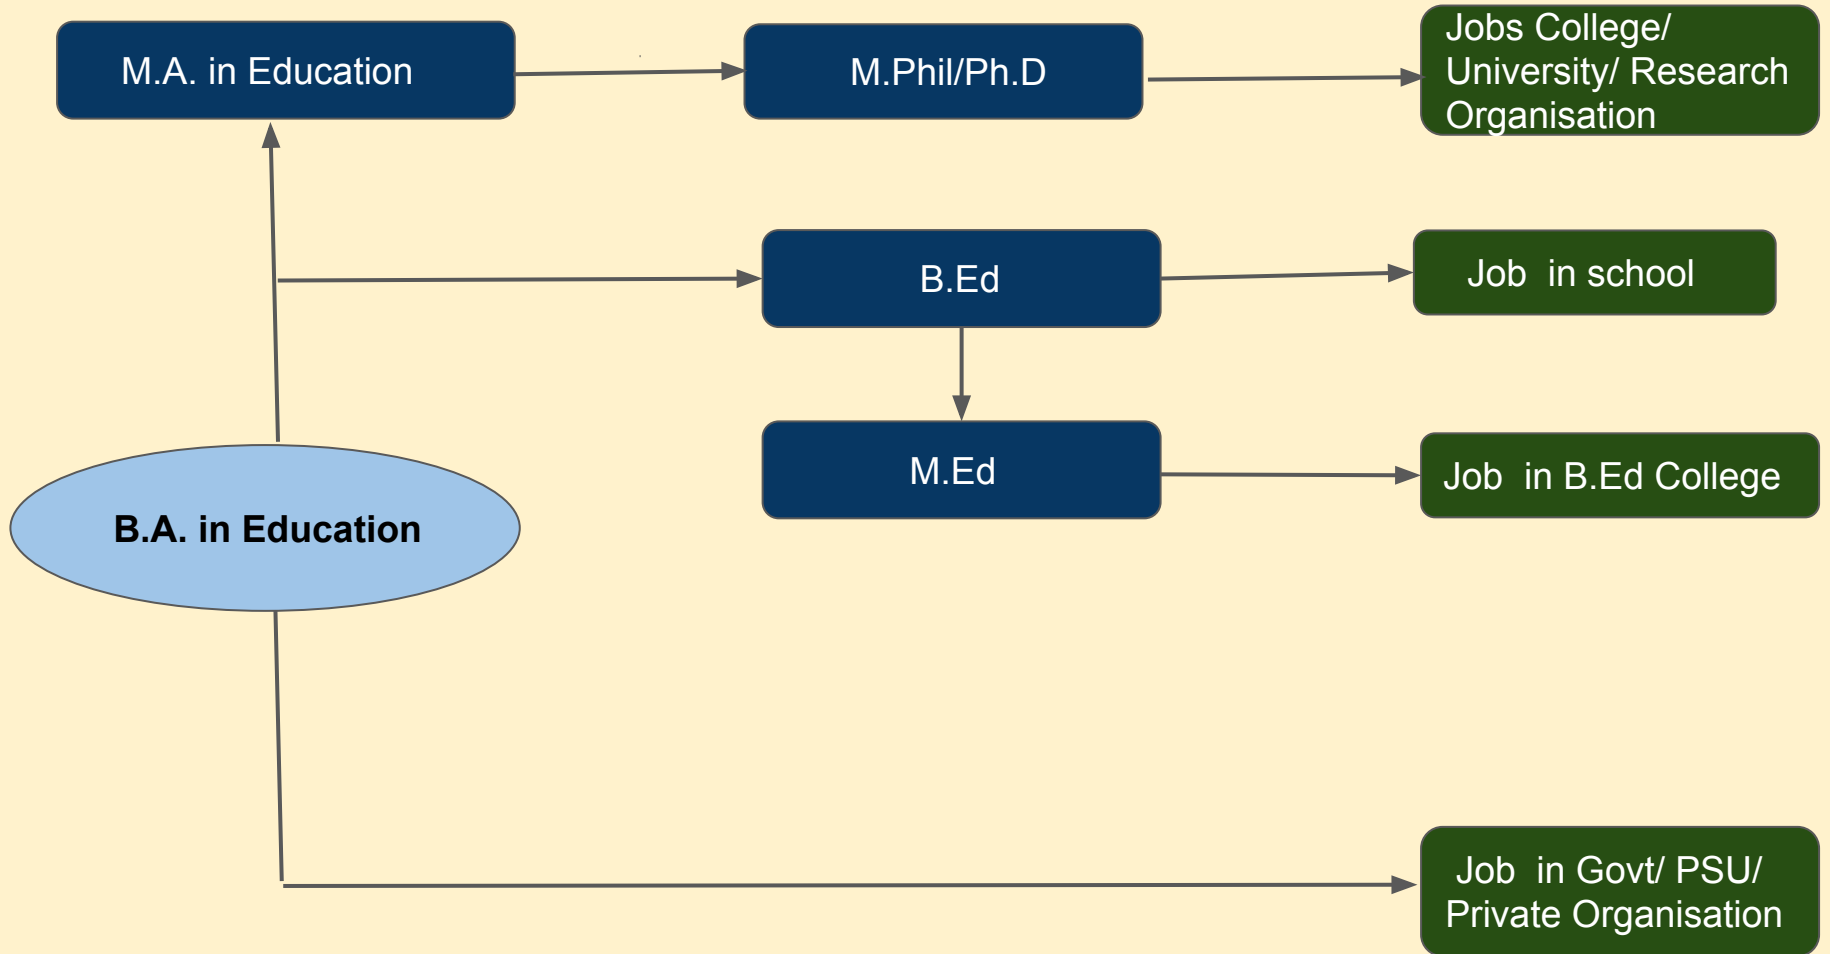 M.A. in Education
M.Phil/Ph.D
Jobs College/
University/ Research
Organisation
B.Ed
Job in school
M.Ed
Job in B.Ed College
B.A. in Education
Job in Govt/ PSU/
Private Organisation